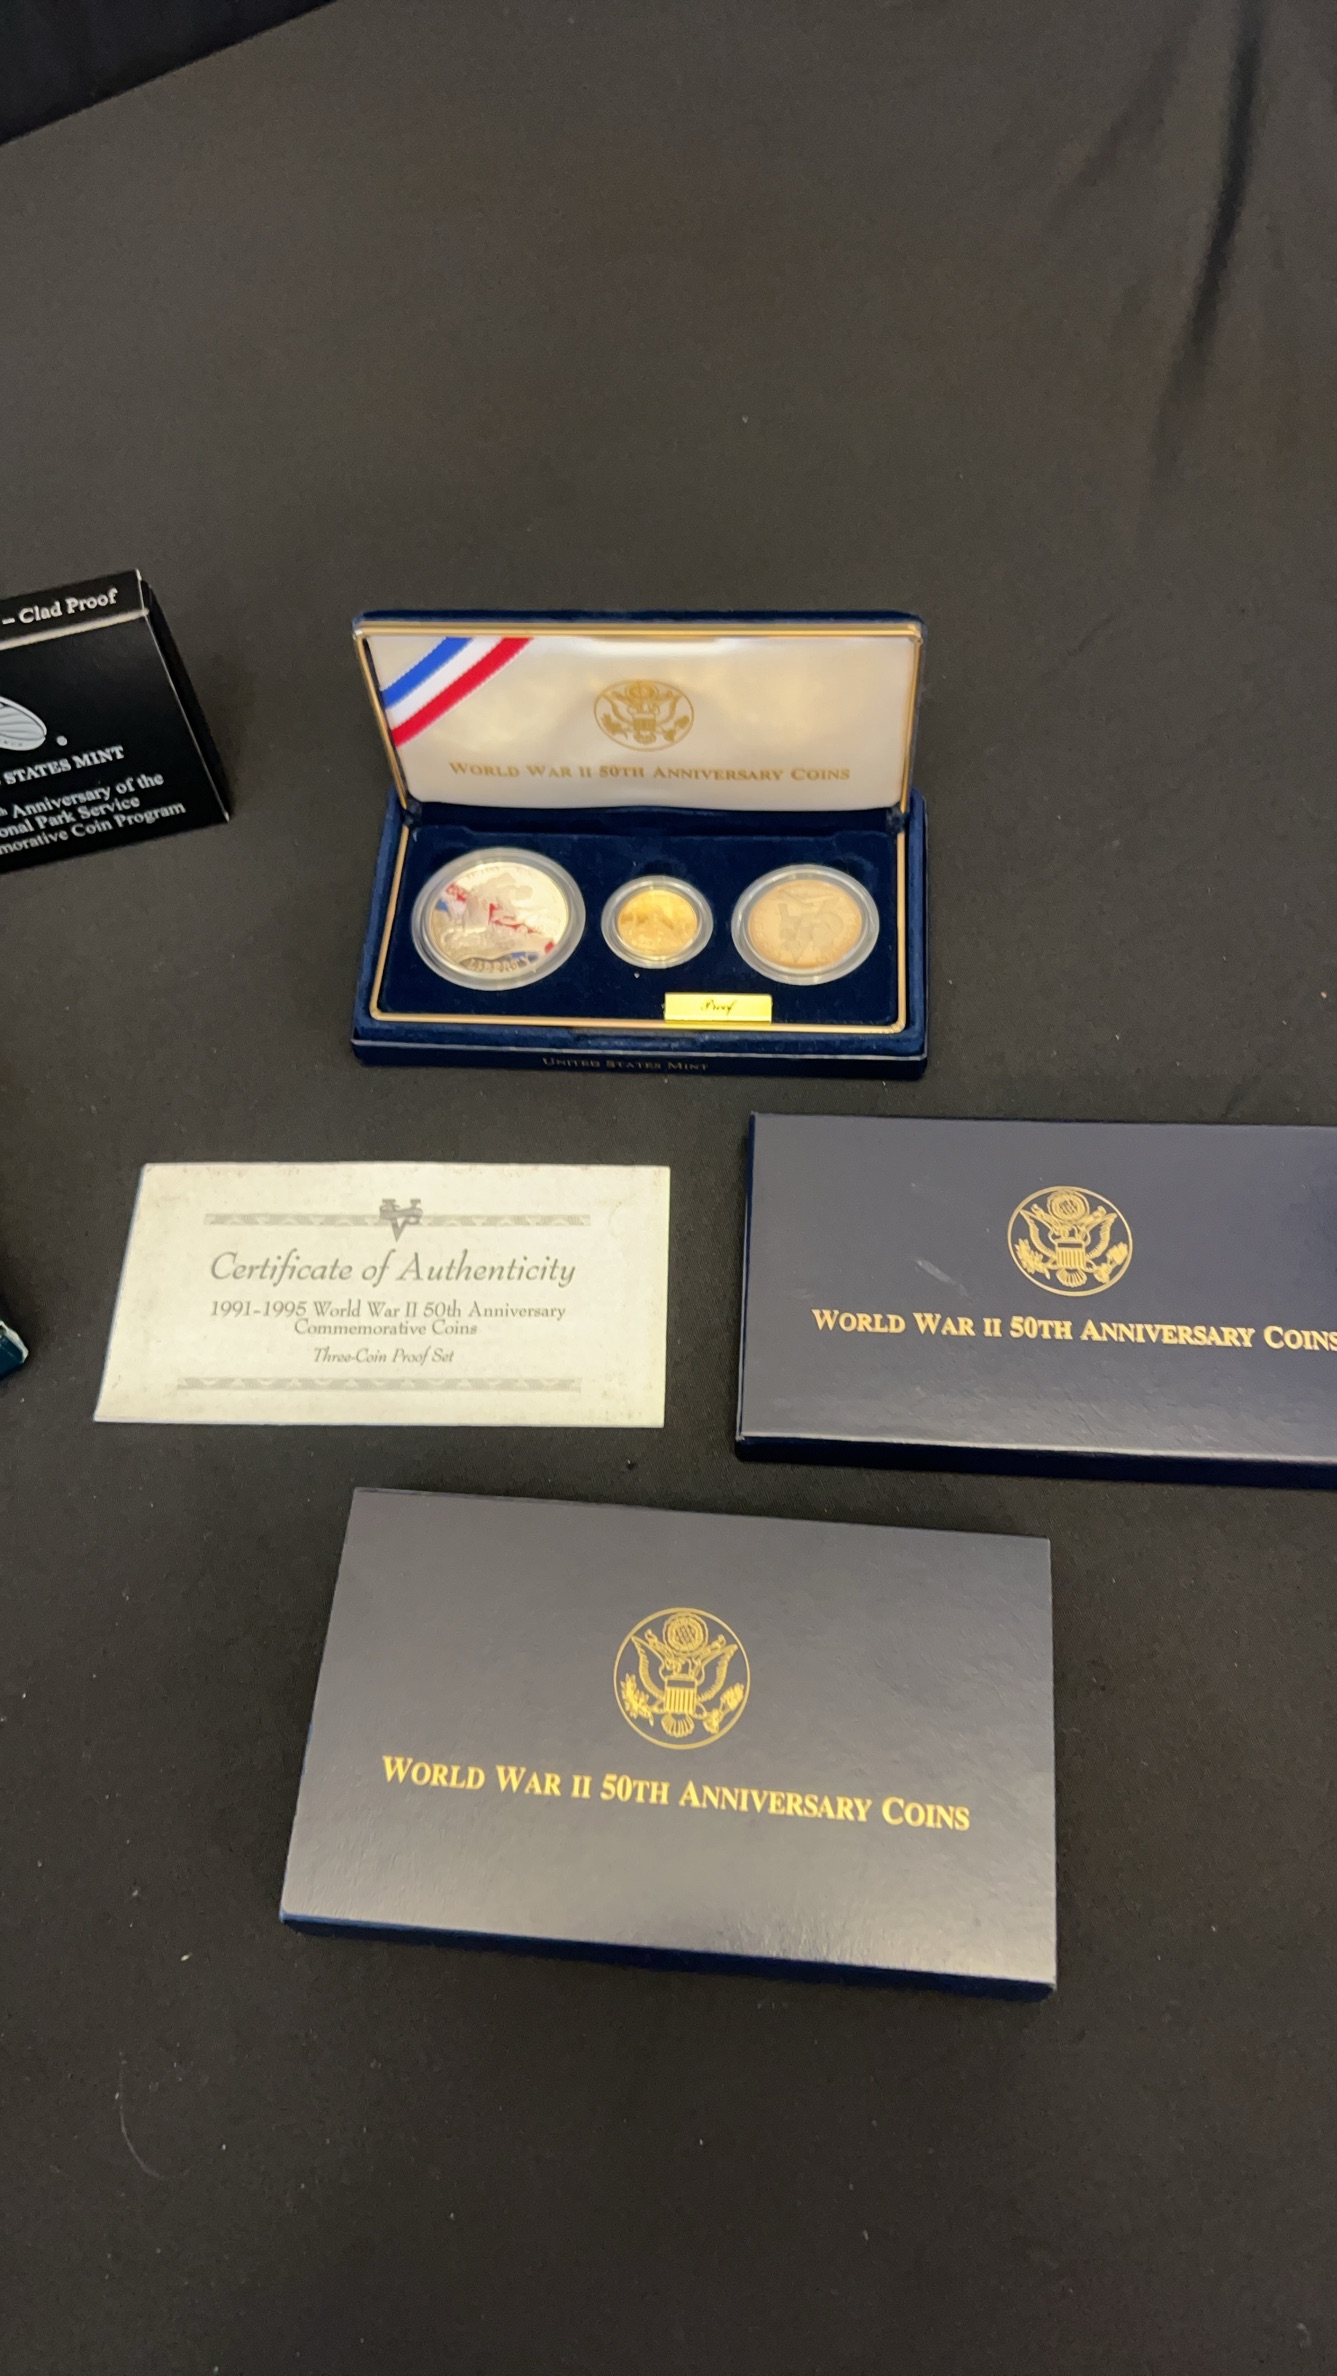 – Clad Proof
STATES MINT
Anniversary of the
Park Service
Coin Program
WORLD WAR II 50TH ANNIVERSARY COINS
LIBERTY
Proof
UNITED STATES MINT
Certificate of Authenticity
1991-1995 World War II 50th Anniversary
Commemorative Coins
Three-Coin Proof Set
WORLD WAR II 50TH ANNIVERSARY COINS
WORLD WAR II 50TH ANNIVERSARY COINS